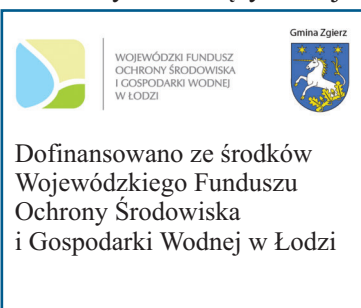 Gmina Zgierz
WOJEWÓDZKI FUNDUSZ
OCHRONY ŚRODOWISKA
I GOSPODARKI WODNEJ
W ŁODZI
Dofinansowano ze środków
Wojewódzkiego Funduszu
Ochrony Środowiska
i Gospodarki Wodnej w Łodzi